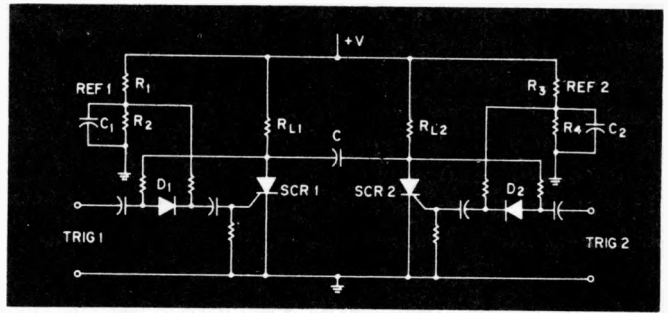 +V
REF 1 R1
R3 REF 2
C1
R2
RL1
C
RL2
R4
C2
D1
SCR 1
SCR 2
D2
TRIG 1
TRIG 2